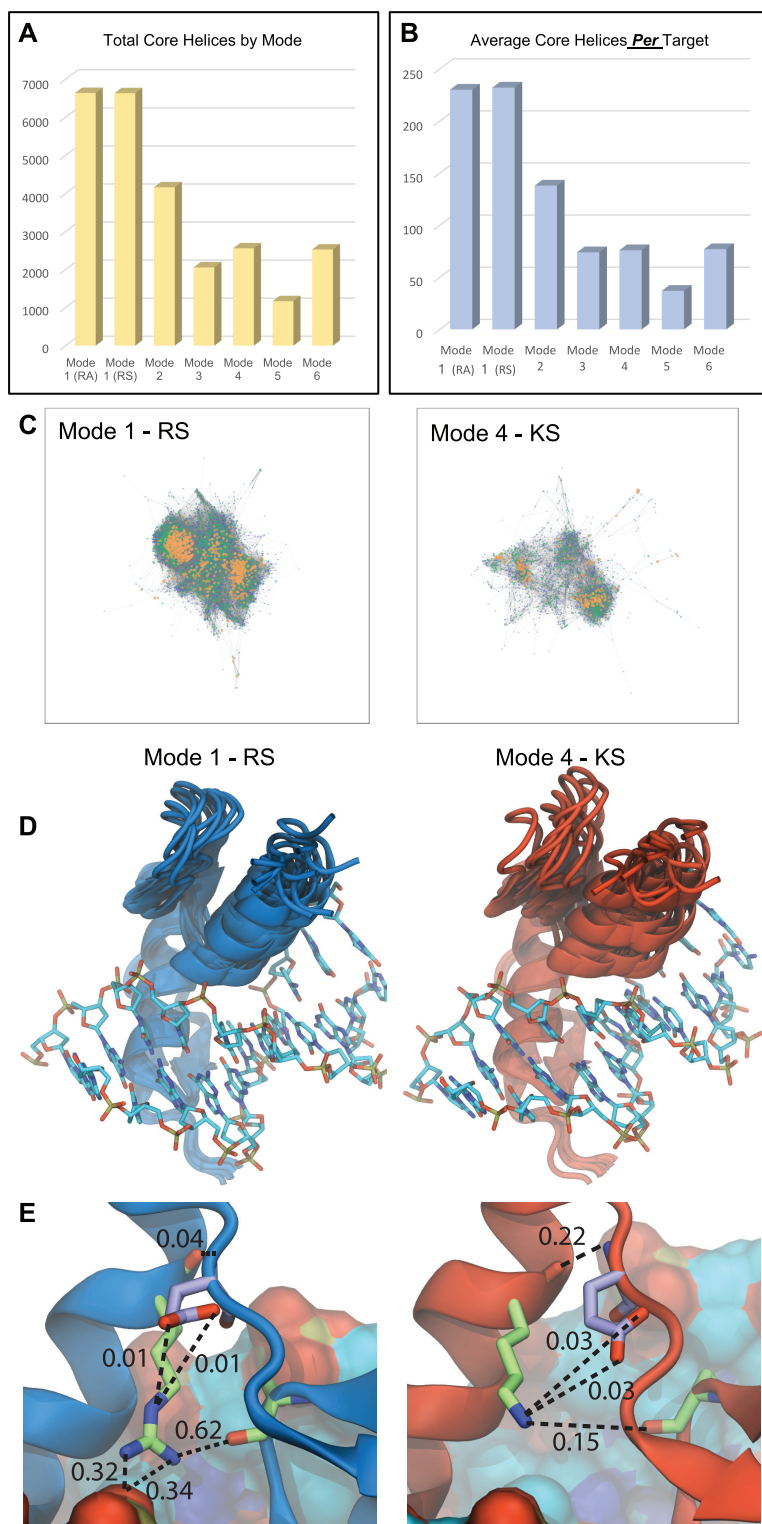 A
Total Core Helices by Mode
7000
6000
5000
4000
3000
2000
1000
0
Mode 1 (RA)
Mode 1 (RS)
Mode 2
Mode 3
Mode 4
Mode 5
Mode 6
B
Average Core Helices Per Target
250
200
150
100
50
0
Mode 1 (RA)
Mode 1 (RS)
Mode 2
Mode 3
Mode 4
Mode 5
Mode 6
C
Mode 1 - RS
Mode 4 - KS
Mode 1 - RS
Mode 4 - KS
D
E
0.04
0.01
0.01
0.62
0.32
0.34
0.22
0.03
0.03
0.15